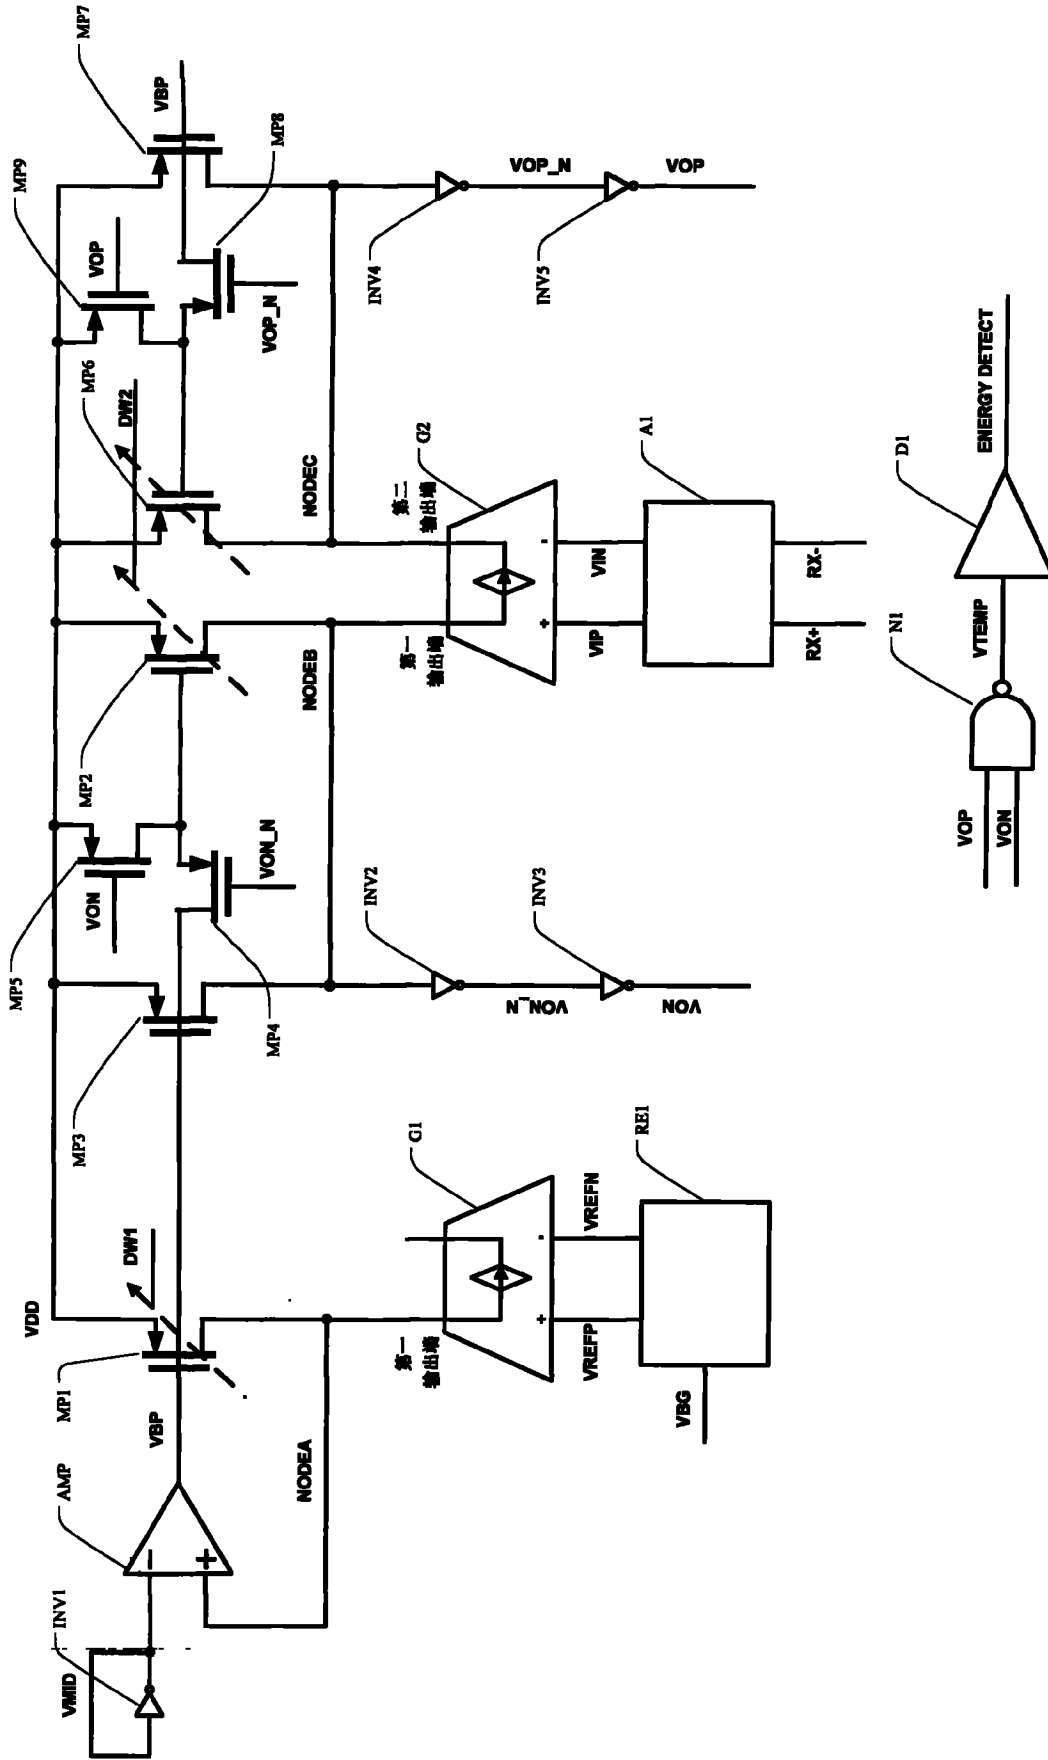 VMID
INV1
AMP
VBP
MP1
VDD
DW1
NODEA
第一
输出端
G1
VREFP
VREFN
VBG
RE1
MP3
MP5
VON
MP4
VON_N
INV2
VON_N
INV3
VON
MP2
DW2
MP6
NODEB
NODEC
第一
输出端
第二
输出端
G2
+
-
VIP
VIN
A1
RX+
RX-
MP9
VOP
MP8
VOP_N
MP7
VBP
INV4
VOP_N
INV5
VOP
VOP
VON
N1
VTEMP
D1
ENERGY DETECT